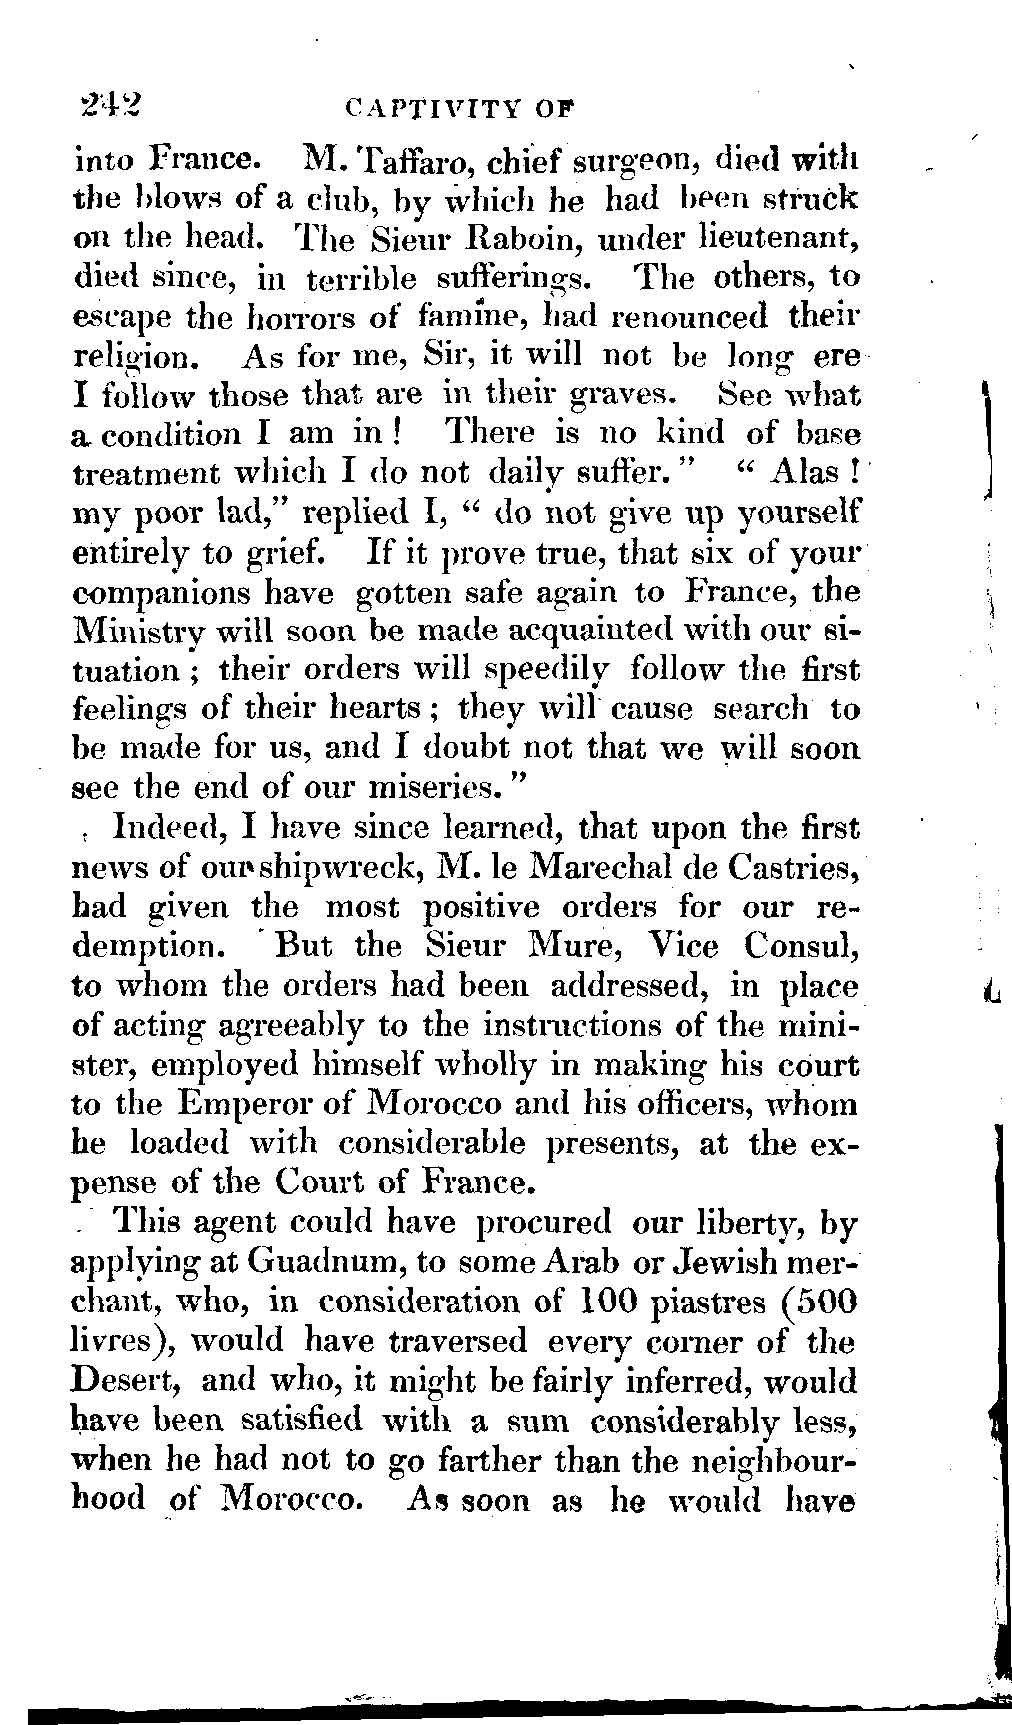 242 CAPTIVITY OF
into France. M. Taffaro, chief surgeon, died with
the blows of a club, by which he had been struck
on the head. The Sieur Raboin, under lieutenant,
died since, in terrible sufferings. The others, to
escape the horrors of famine, had renounced their
religion. As for me, Sir, it will not be long ere
I follow those that are in their graves. See what
a condition I am in! There is no kind of base
treatment which I do not daily suffer." "Alas!
my poor lad," replied I, "do not give up yourself
entirely to grief. If it prove true, that six of your
companions have gotten safe again to France, the
Ministry will soon be made acquainted with our si-
tuation; their orders will speedily follow the first
feelings of their hearts; they will cause search to
be made for us, and I doubt not that we will soon
see the end of our miseries."
Indeed, I have since learned, that upon the first
news of our shipwreck, M. le Marechal de Castries,
had given the most positive orders for our re-
demption. But the Sieur Mure, Vice Consul,
to whom the orders had been addressed, in place
of acting agreeably to the instructions of the mini-
ster, employed himself wholly in making his court
to the Emperor of Morocco and his officers, whom
he loaded with considerable presents, at the ex-
pense of the Court of France.
This agent could have procured our liberty, by
applying at Guadnum, to some Arab or Jewish mer-
chant, who, in consideration of 100 piastres (500
livres), would have traversed every corner of the
Desert, and who, it might be fairly inferred, would
have been satisfied with a sum considerably less,
when he had not to go farther than the neighbour-
hood of Morocco. As soon as he would have